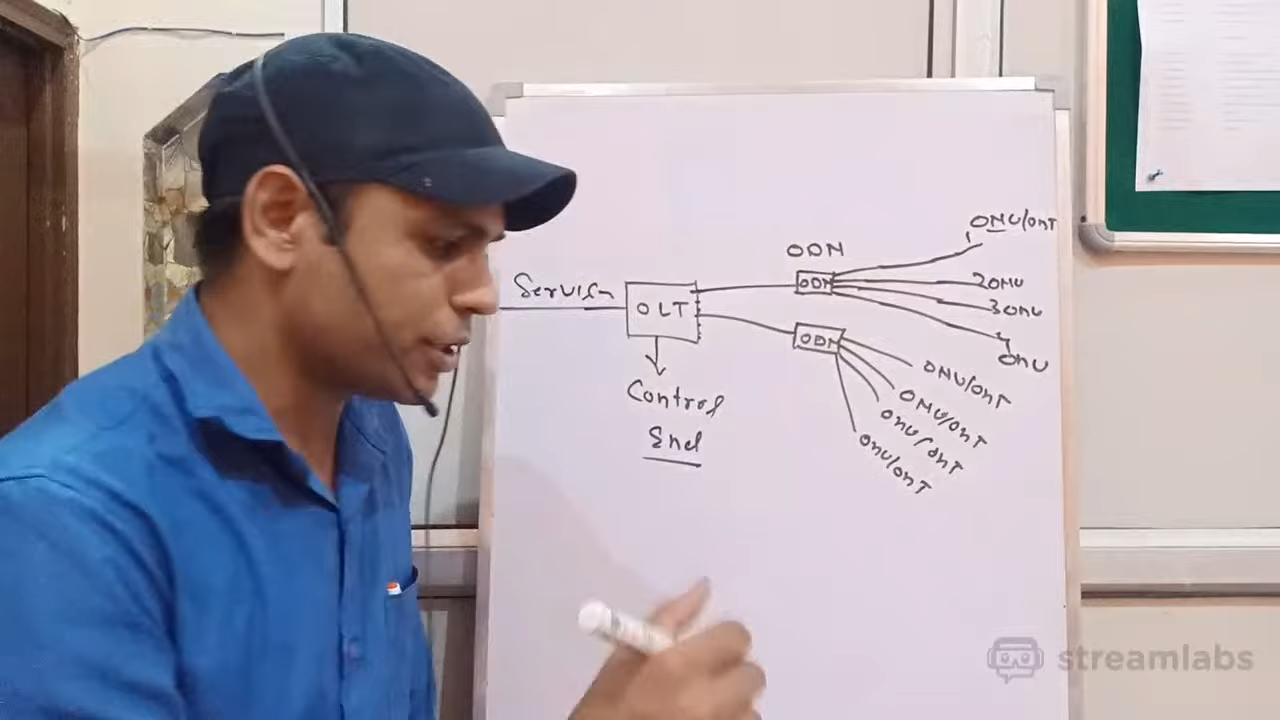 ONU/ONT
ODN
Service
OLT
ODN
2ONU
3ONU
ONU
ODN
ONU/ONT
ONU/ONT
ONU/ONT
ONU/ONT
Control
End
streamlabs